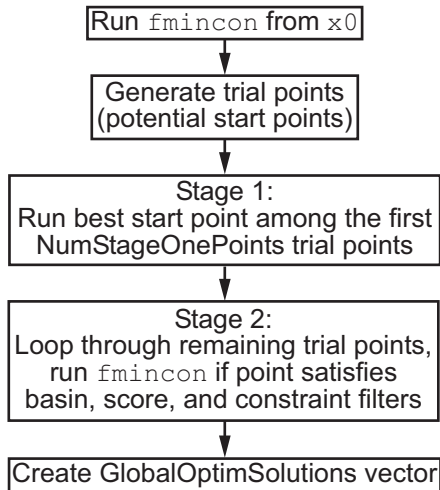 Run fmincon from x0
Generate trial points
(potential start points)
Stage 1:
Run best start point among the first
NumStageOnePoints trial points
Stage 2:
Loop through remaining trial points,
run fmincon if point satisfies
basin, score, and constraint filters
Create GlobalOptimSolutions vector